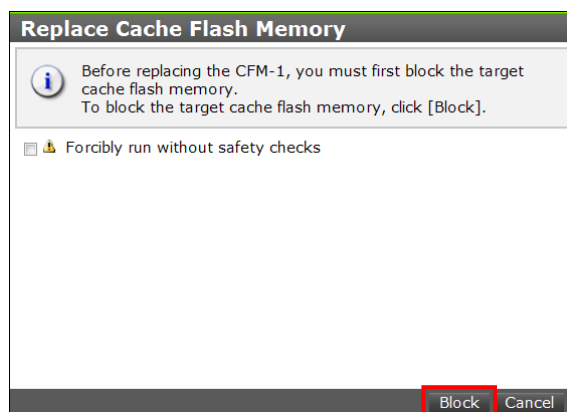 Replace Cache Flash Memory
Before replacing the CFM-1, you must first block the target
cache flash memory.
To block the target cache flash memory, click [Block].
Forcibly run without safety checks
Block Cancel